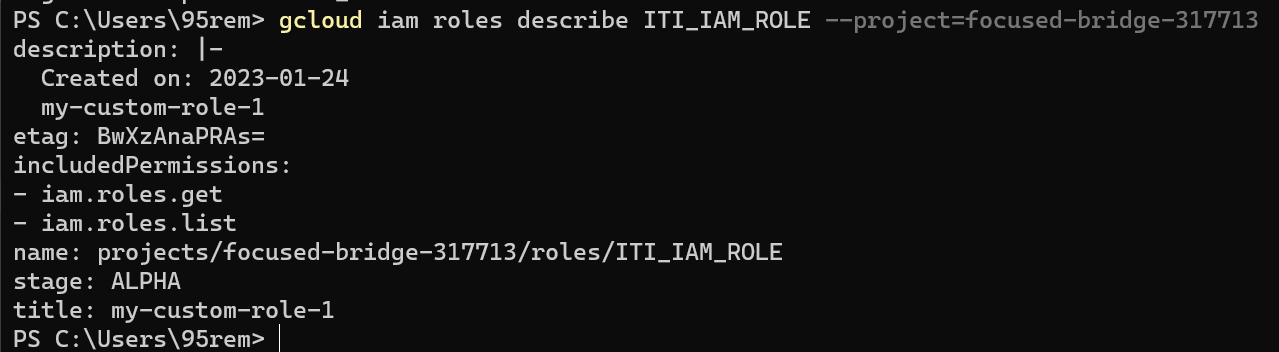 PS C:\Users\95rem> gcloud iam roles describe ITI_IAM_ROLE --project=focused-bridge-317713
description: |-
  Created on: 2023-01-24
  my-custom-role-1
etag: BwXzAnaPRAs=
includedPermissions:
- iam.roles.get
- iam.roles.list
name: projects/focused-bridge-317713/roles/ITI_IAM_ROLE
stage: ALPHA
title: my-custom-role-1
PS C:\Users\95rem>